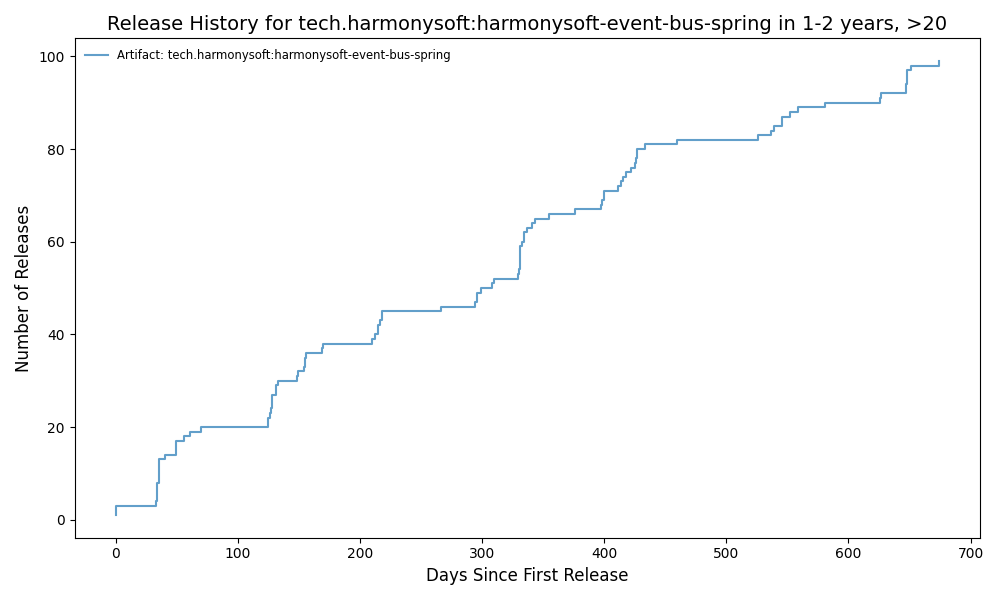 Release History for tech.harmonysoft:harmonysoft-event-bus-spring in 1-2 years, >20
Artifact: tech.harmonysoft:harmonysoft-event-bus-spring
Number of Releases
100
80
60
40
20
0
0 100 200 300 400 500 600 700
Days Since First Release